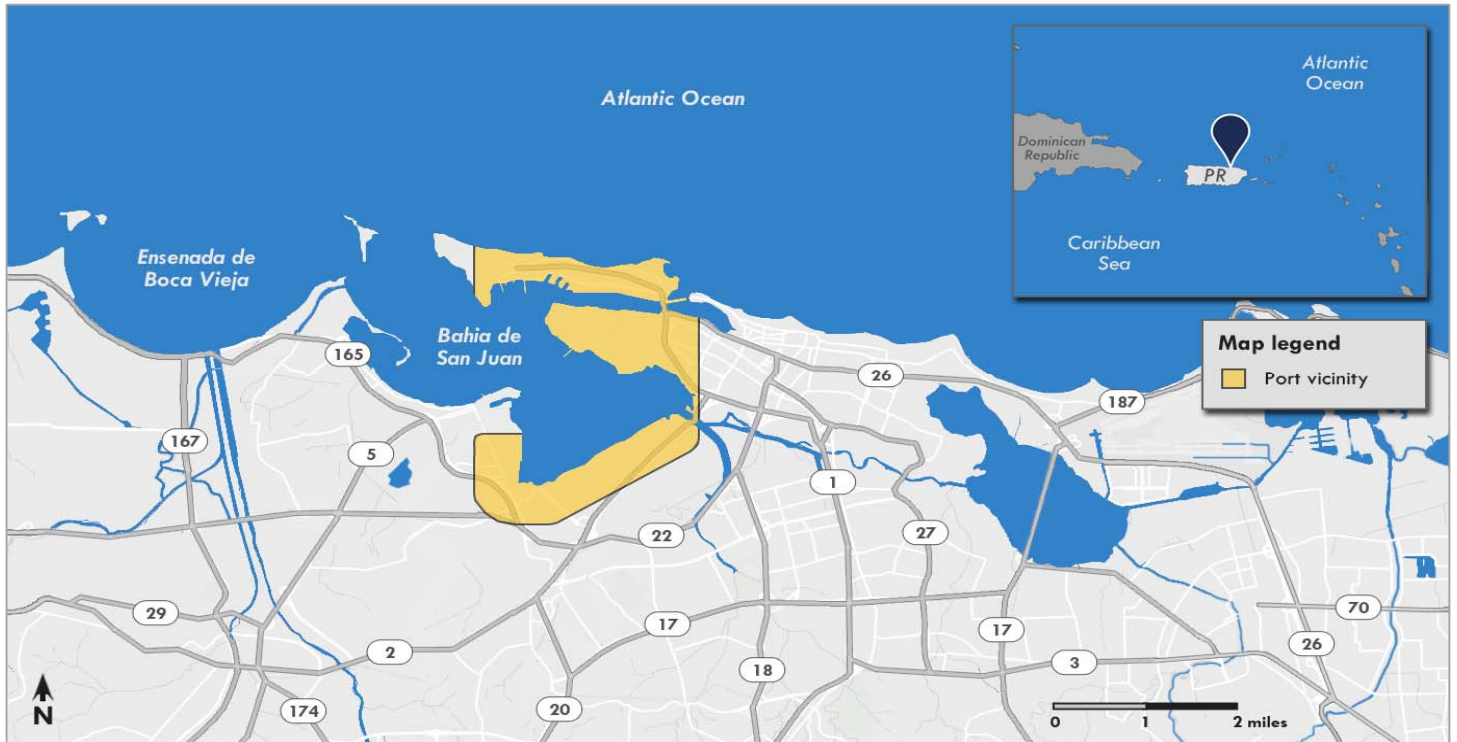 Atlantic Ocean
Atlantic
Ocean
Dominican
Republic
PR
Caribbean
Sea
Ensenada de
Boca Vieja
Bahia de
San Juan
Map legend
Port vicinity
165
26
187
167
5
1
22
27
29
17
70
2
17
26
18
3
174
20
N
0
1
2 miles